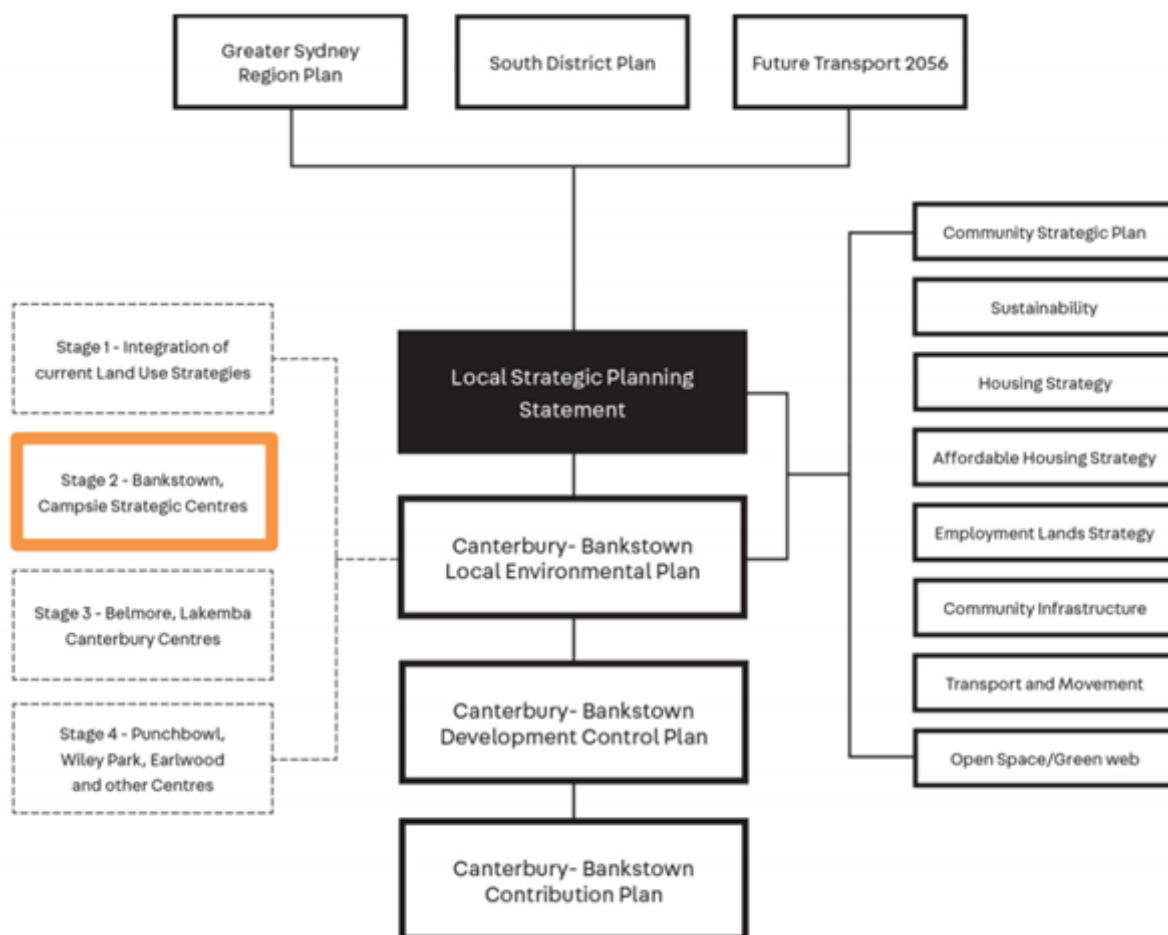 Greater Sydney
Region Plan
South District Plan
Future Transport 2056
Community Strategic Plan
Sustainability
Housing Strategy
Affordable Housing Strategy
Employment Lands Strategy
Community Infrastructure
Transport and Movement
Open Space/Green web
Stage 1 - Integration of
current Land Use Strategies
Stage 2 - Bankstown,
Campsie Strategic Centres
Stage 3 - Belmore, Lakemba
Canterbury Centres
Stage 4 - Punchbowl,
Wiley Park, Earlwood
and other Centres
Local Strategic Planning
Statement
Canterbury- Bankstown
Local Environmental Plan
Canterbury- Bankstown
Development Control Plan
Canterbury- Bankstown
Contribution Plan